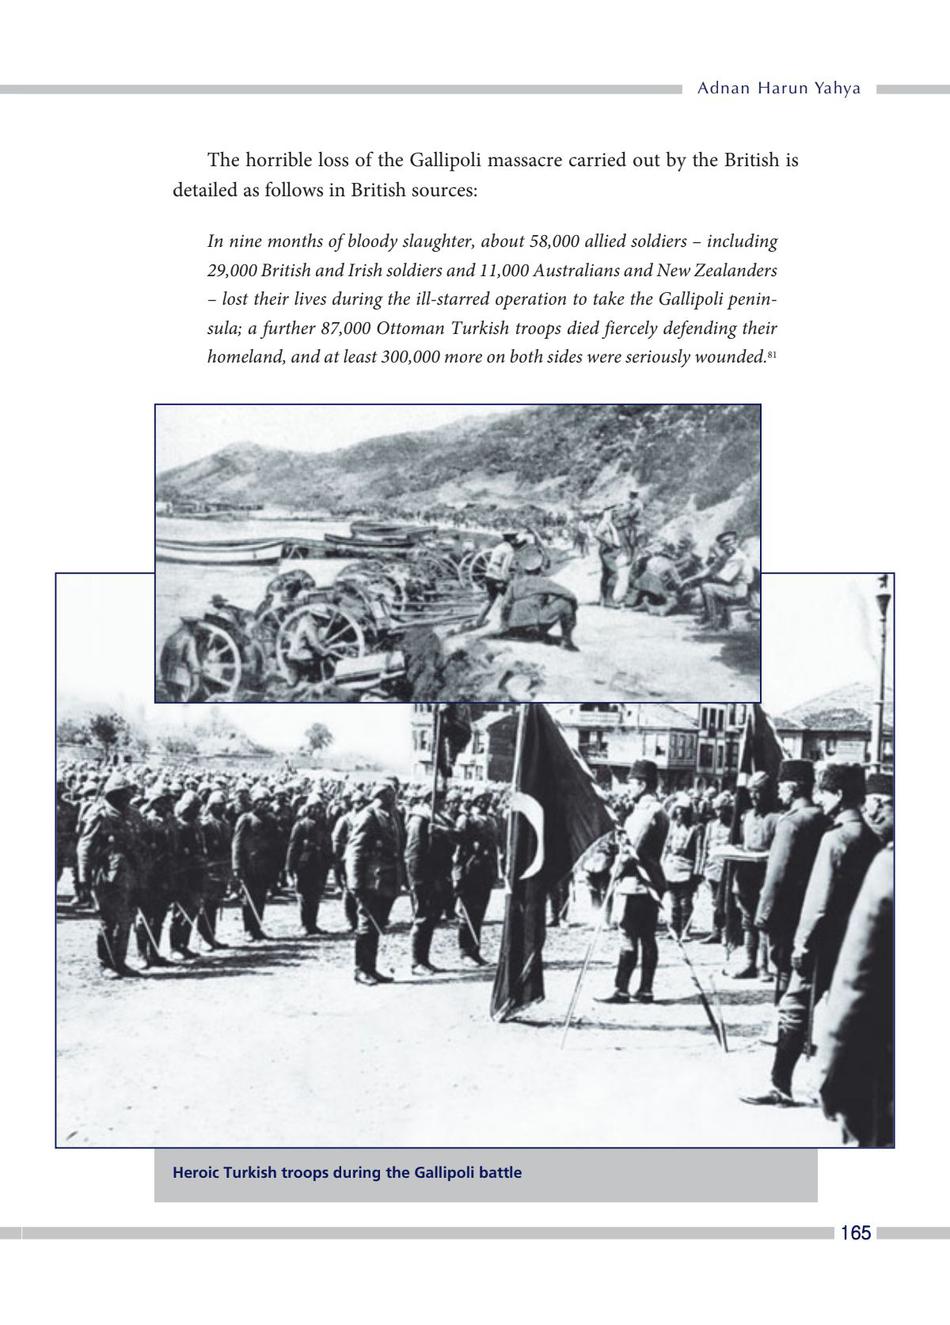 Adnan Harun Yahya
The horrible loss of the Gallipoli massacre carried out by the British is
detailed as follows in British sources:
In nine months of bloody slaughter, about 58,000 allied soldiers – including
29,000 British and Irish soldiers and 11,000 Australians and New Zealanders
– lost their lives during the ill-starred operation to take the Gallipoli penin-
sula; a further 87,000 Ottoman Turkish troops died fiercely defending their
homeland, and at least 300,000 more on both sides were seriously wounded.81
Heroic Turkish troops during the Gallipoli battle
165